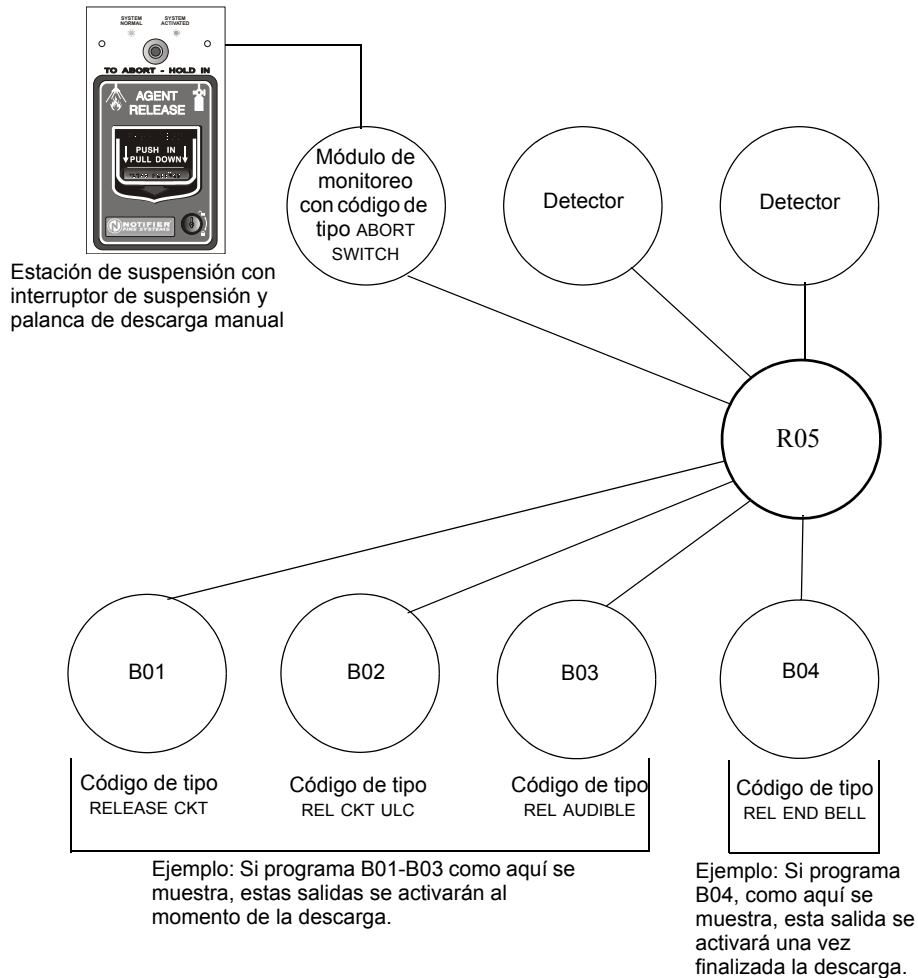 SYSTEM
NORMAL
SYSTEM
ACTIVATED
TO ABORT - HOLD IN
AGENT
RELEASE
PUSH IN
PULL DOWN
NOTIFIER
FIRE SYSTEMS
Estación de suspensión con
interruptor de suspensión y
palanca de descarga manual
Módulo de
monitoreo
con código de
tipo ABORT
SWITCH
Detector
Detector
R05
B01
B02
B03
B04
Código de tipo
RELEASE CKT
Código de tipo
REL CKT ULC
Código de tipo
REL AUDIBLE
Código de tipo
REL END BELL
Ejemplo: Si programa B01-B03 como aquí se
muestra, estas salidas se activarán al
momento de la descarga.
Ejemplo: Si programa
B04, como aquí se
muestra, esta salida se
activará una vez
finalizada la descarga.